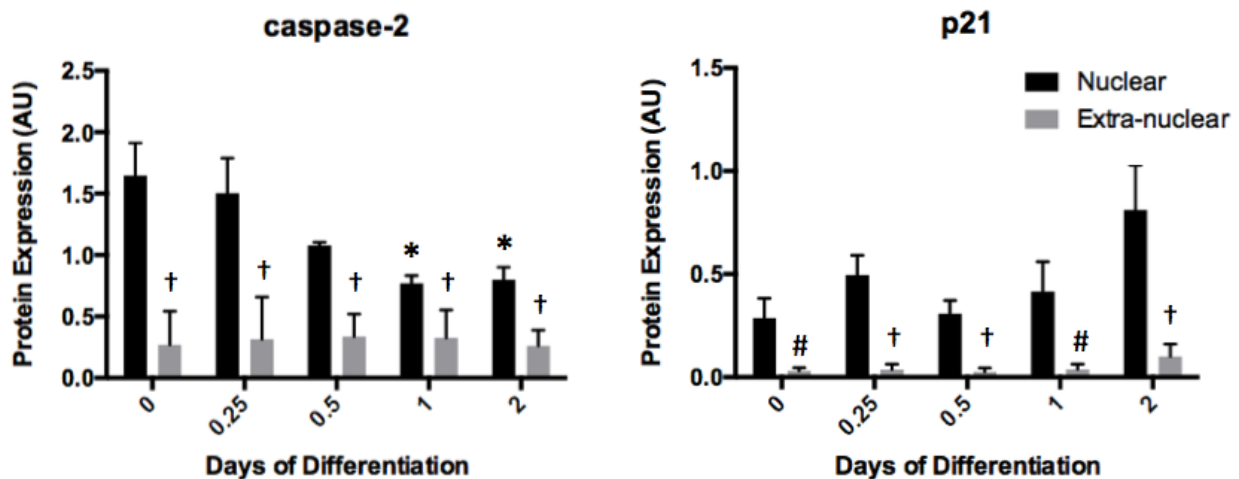 caspase-2
Protein Expression (AU)
2.5
2.0
1.5
1.0
0.5
0.0
† † † * † * †
0 0.25 0.5 1 2
Days of Differentiation
p21
Nuclear
Extra-nuclear
Protein Expression (AU)
1.5
1.0
0.5
0.0
# † † # †
0 0.25 0.5 1 2
Days of Differentiation